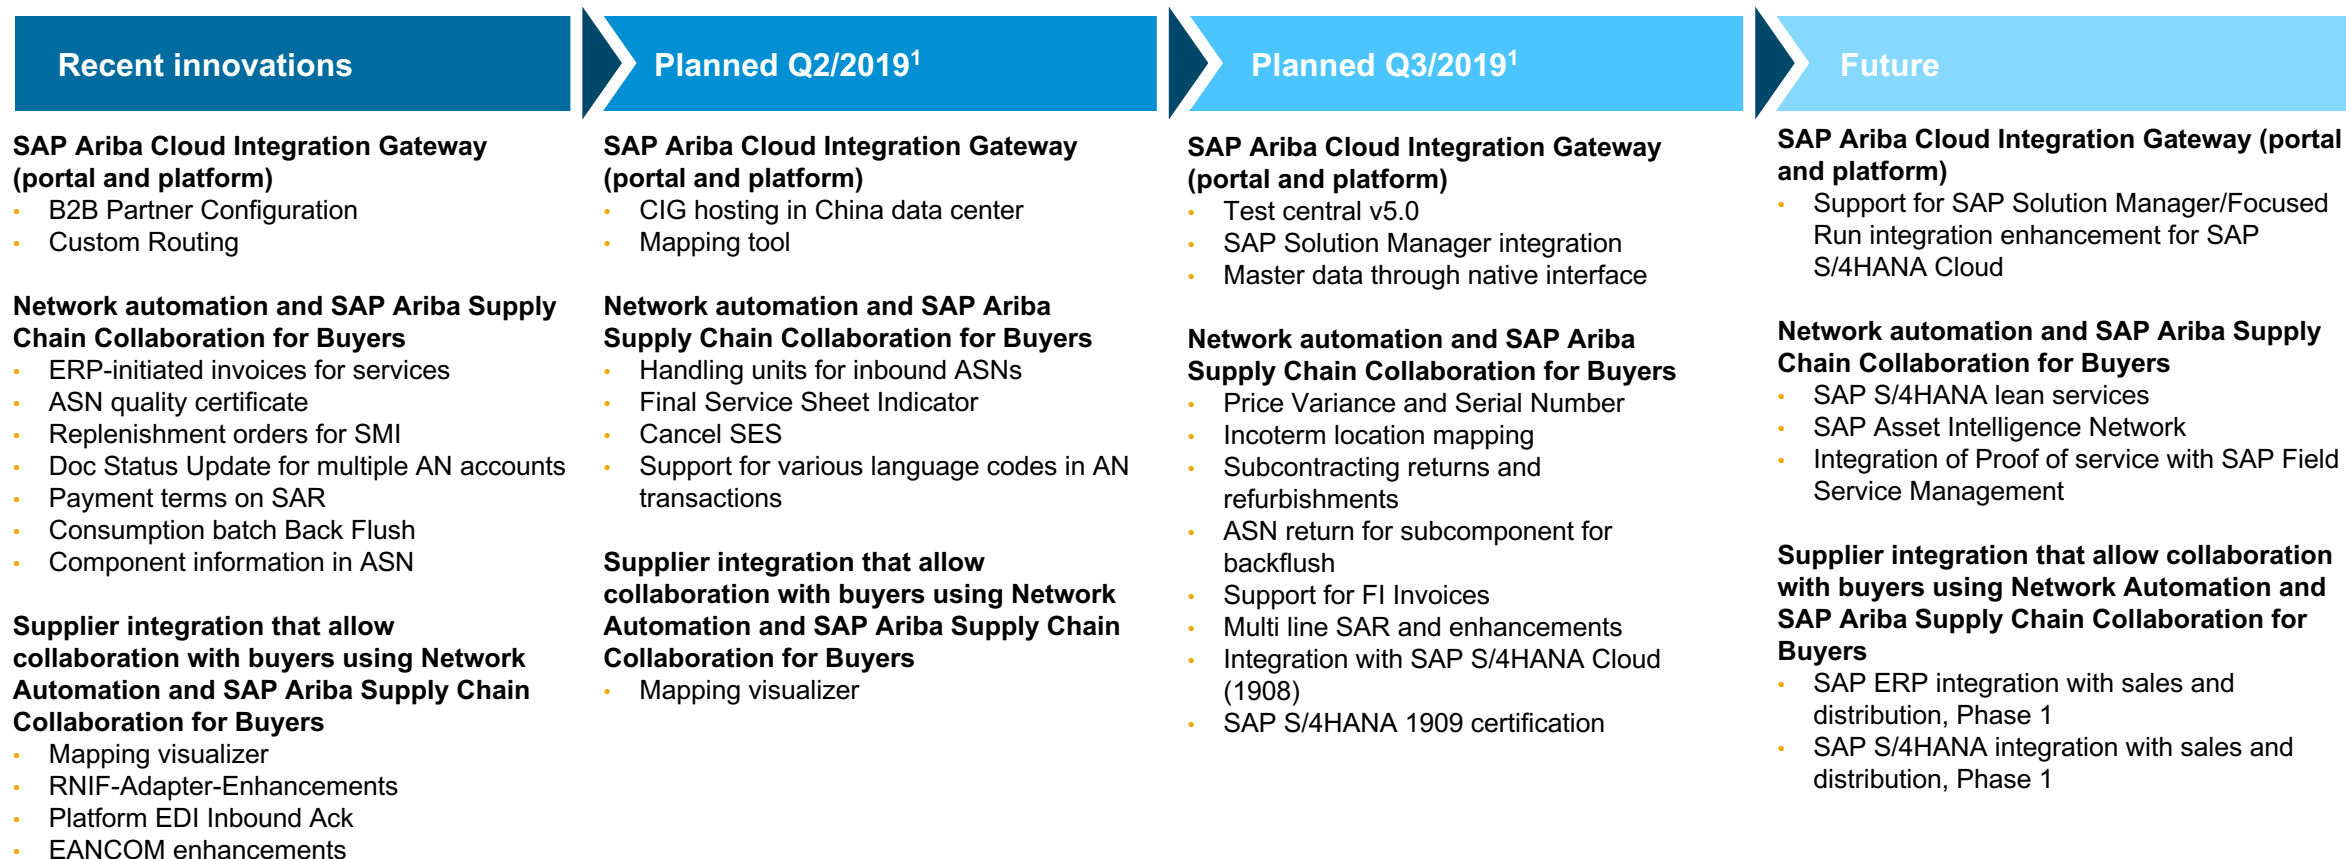 Recent innovations
SAP Ariba Cloud Integration Gateway
(portal and platform)
• B2B Partner Configuration
• Custom Routing
Network automation and SAP Ariba Supply
Chain Collaboration for Buyers
• ERP-initiated invoices for services
• ASN quality certificate
• Replenishment orders for SMI
• Doc Status Update for multiple AN accounts
• Payment terms on SAR
• Consumption batch Back Flush
• Component information in ASN
Supplier integration that allow
collaboration with buyers using Network
Automation and SAP Ariba Supply Chain
Collaboration for Buyers
• Mapping visualizer
• RNIF-Adapter-Enhancements
• Platform EDI Inbound Ack
• EANCOM enhancements
Planned Q2/2019¹
SAP Ariba Cloud Integration Gateway
(portal and platform)
• CIG hosting in China data center
• Mapping tool
Network automation and SAP Ariba
Supply Chain Collaboration for Buyers
• Handling units for inbound ASNs
• Final Service Sheet Indicator
• Cancel SES
• Support for various language codes in AN
transactions
Supplier integration that allow
collaboration with buyers using Network
Automation and SAP Ariba Supply Chain
Collaboration for Buyers
• Mapping visualizer
Planned Q3/2019¹
SAP Ariba Cloud Integration Gateway
(portal and platform)
• Test central v5.0
• SAP Solution Manager integration
• Master data through native interface
Network automation and SAP Ariba
Supply Chain Collaboration for Buyers
• Price Variance and Serial Number
• Incoterm location mapping
• Subcontracting returns and
refurbishments
• ASN return for subcomponent for
backflush
• Support for FI Invoices
• Multi line SAR and enhancements
• Integration with SAP S/4HANA Cloud
(1908)
• SAP S/4HANA 1909 certification
Future
SAP Ariba Cloud Integration Gateway (portal
and platform)
• Support for SAP Solution Manager/Focused
Run integration enhancement for SAP
S/4HANA Cloud
Network automation and SAP Ariba Supply
Chain Collaboration for Buyers
• SAP S/4HANA lean services
• SAP Asset Intelligence Network
• Integration of Proof of service with SAP Field
Service Management
Supplier integration that allow collaboration
with buyers using Network Automation and
SAP Ariba Supply Chain Collaboration for
Buyers
• SAP ERP integration with sales and
distribution, Phase 1
• SAP S/4HANA integration with sales and
distribution, Phase 1